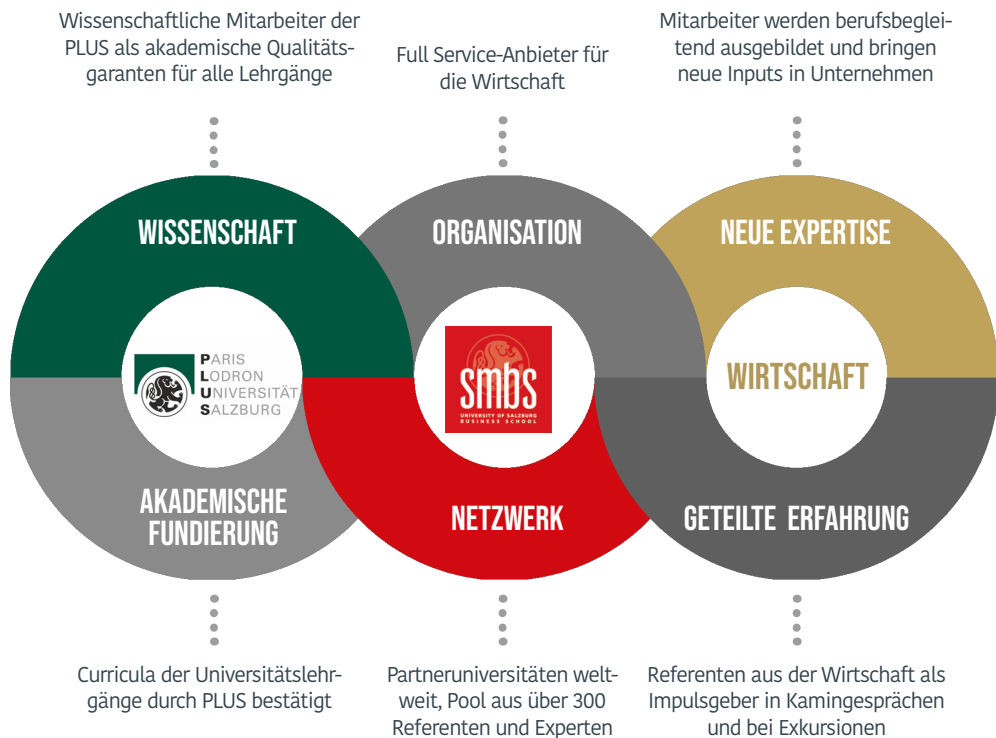 Wissenschaftliche Mitarbeiter der
PLUS als akademische Qualitäts-
garanten für alle Lehrgänge
Full Service-Anbieter für
die Wirtschaft
Mitarbeiter werden berufsbeglei-
tend ausgebildet und bringen
neue Inputs in Unternehmen
WISSENSCHAFT
ORGANISATION
NEUE EXPERTISE
PARIS
LODRON
UNIVERSITÄT
SALZBURG
smbs
UNIVERSITY OF SALZBURG
BUSINESS SCHOOL
WIRTSCHAFT
AKADEMISCHE
FUNDIERUNG
NETZWERK
GETEILTE ERFAHRUNG
Curricula der Universitätslehr-
gänge durch PLUS bestätigt
Partneruniversitäten welt-
weit, Pool aus über 300
Referenten und Experten
Referenten aus der Wirtschaft als
Impulsgeber in Kamingesprächen
und bei Exkursionen